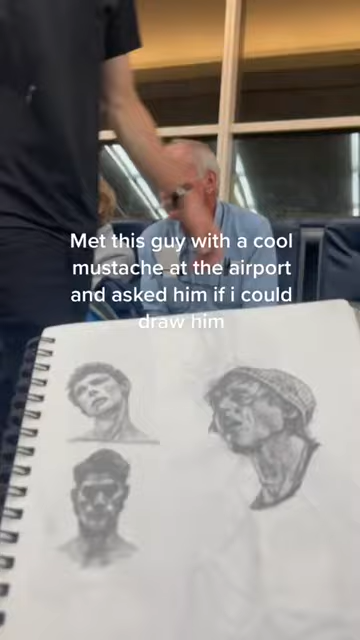 Met this guy with a cool
mustache at the airport
and asked him if i could
draw him